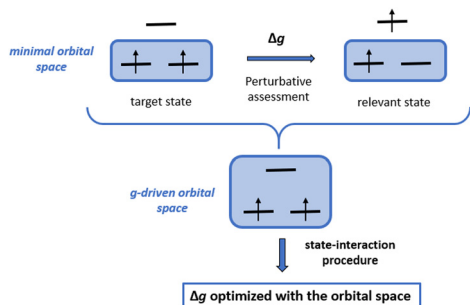 minimal orbital
space
Δg
Perturbative
assessment
target state
relevant state
g-driven orbital
space
state-interaction
procedure
Δg optimized with the orbital space